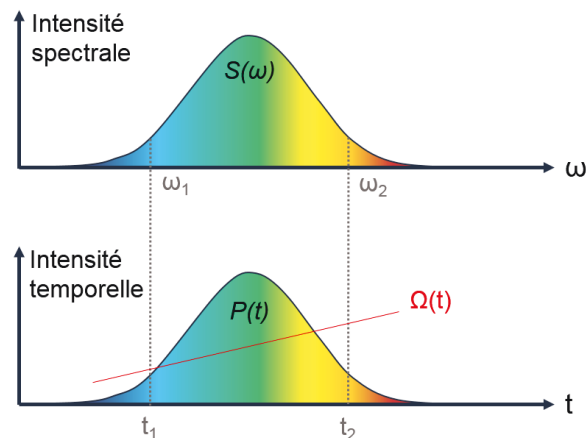 Intensité
spectrale
S(ω)
ω
ω1
ω2
Intensité
temporelle
P(t)
Ω(t)
t
t1
t2